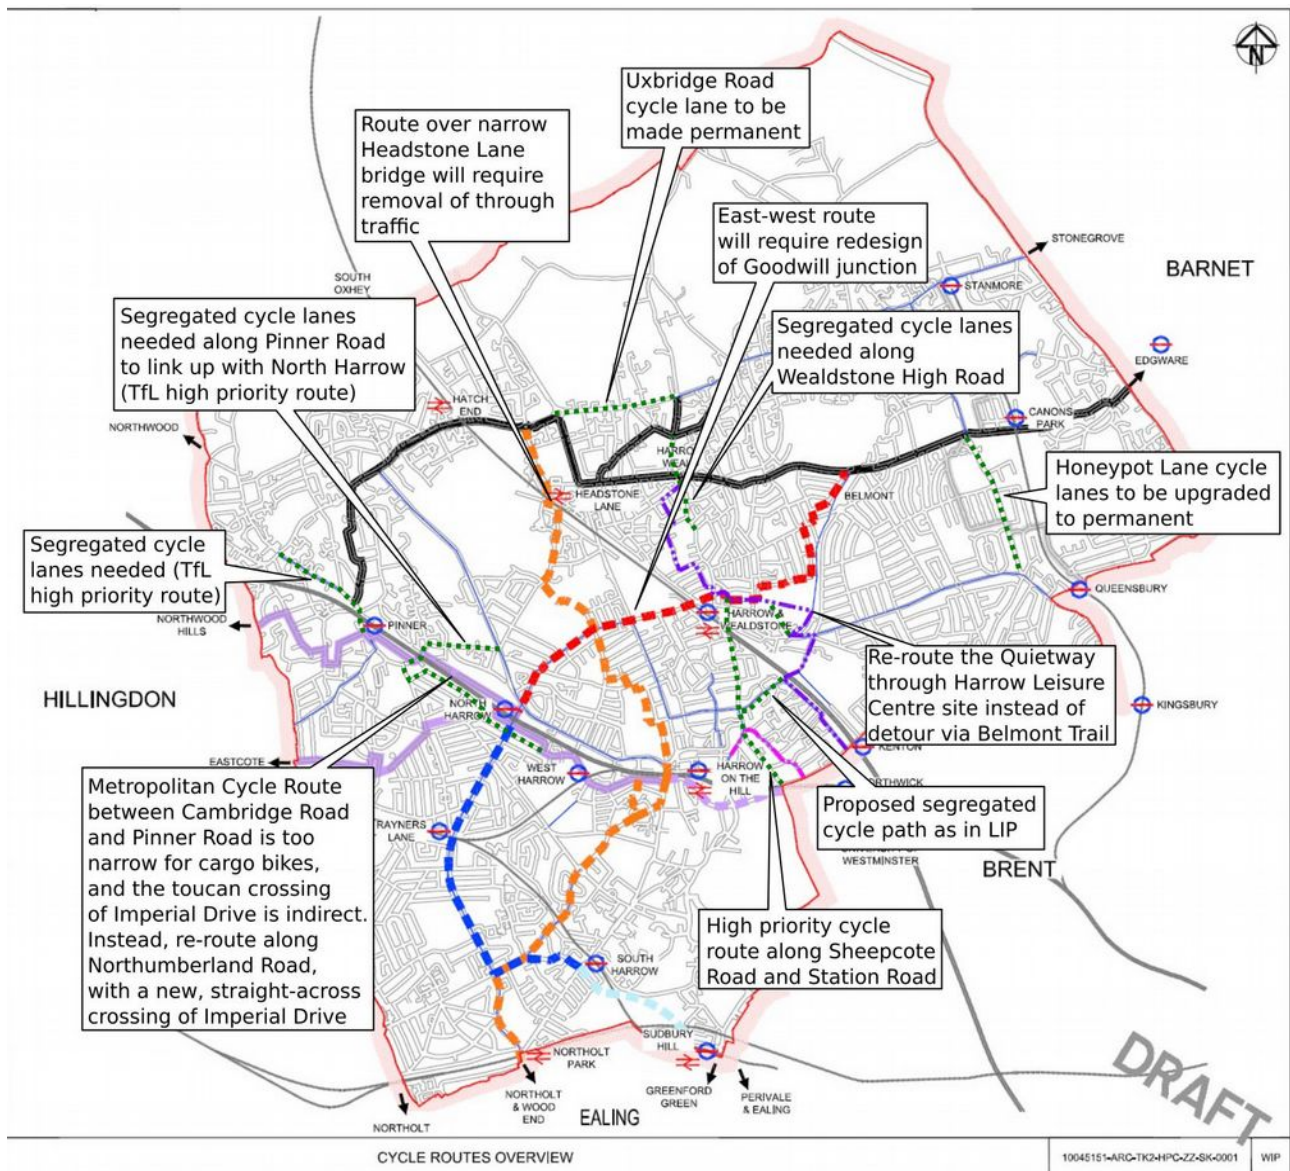 N
Uxbridge Road
cycle lane to be
made permanent
Route over narrow
Headstone Lane
bridge will require
removal of through
traffic
East-west route
will require redesign
of Goodwill junction
STONEGROVE
BARNET
SOUTH
OXHEY
STANMORE
Segregated cycle lanes
needed along Pinner Road
to link up with North Harrow
(TfL high priority route)
Segregated cycle lanes
needed along
Wealdstone High Road
EDGWARE
HATCH
END
CANONS
PARK
NORTHWOOD
HARRO
WEAL
Honeypot Lane cycle
lanes to be upgraded
to permanent
BELMONT
HEADSTONE
LANE
Segregated cycle
lanes needed (TfL
high priority route)
QUEENSBURY
NORTHWOOD
HILLS
PINNER
HARROW &
WEALDSTONE
Re-route the Quietway
through Harrow Leisure
Centre site instead of
detour via Belmont Trail
HILLINGDON
NORTH
HARROW
KINGSBURY
KENTON
EASTCOTE
WEST
HARROW
HARROW
ON THE
HILL
Metropolitan Cycle Route
between Cambridge Road
and Pinner Road is too
narrow for cargo bikes,
and the toucan crossing
of Imperial Drive is indirect.
Instead, re-route along
Northumberland Road,
with a new, straight-across
crossing of Imperial Drive
RTHWICK
Proposed segregated
cycle path as in LIP
RAYNERS
LANE
WESTMINSTER
BRENT
High priority cycle
route along Sheepcote
Road and Station Road
SOUTH
HARROW
SUDBURY
HILL
NORTHOLT
PARK
DRAFT
NORTHOLT
& WOOD
END
GREENFORD
GREEN
PERIVALE
& EALING
EALING
NORTHOLT
CYCLE ROUTES OVERVIEW
10045151-ARC-TK2-HPC-ZZ-SK-0001
WIP